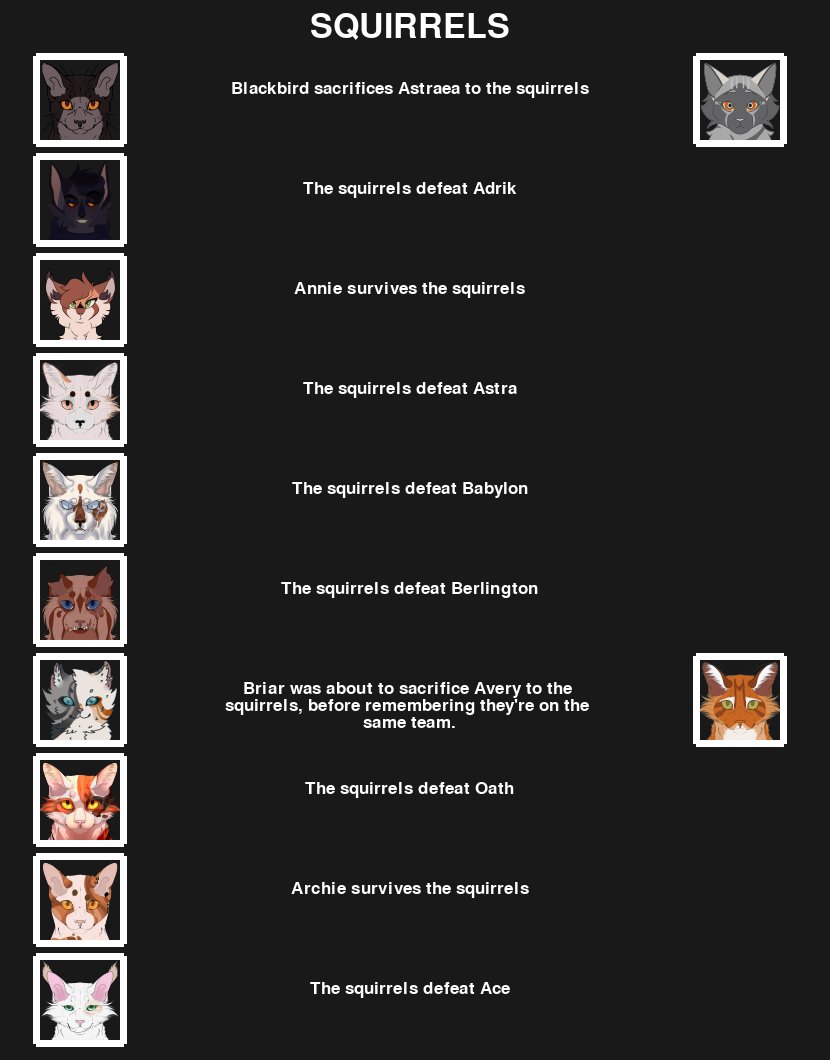 SQUIRRELS
Blackbird sacrifices Astraea to the squirrels
The squirrels defeat Adrik
Annie survives the squirrels
The squirrels defeat Astra
The squirrels defeat Babylon
The squirrels defeat Berlington
Briar was about to sacrifice Avery to the
squirrels, before remembering they're on the
same team.
The squirrels defeat Oath
Archie survives the squirrels
The squirrels defeat Ace